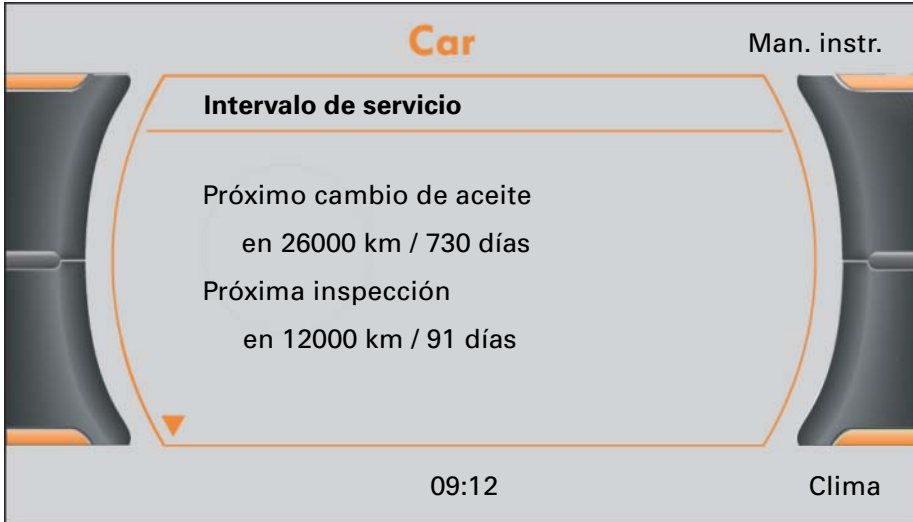 Car
Man. instr.
Intervalo de servicio
Próximo cambio de aceite
en 26000 km / 730 días
Próxima inspección
en 12000 km / 91 días
09:12
Clima